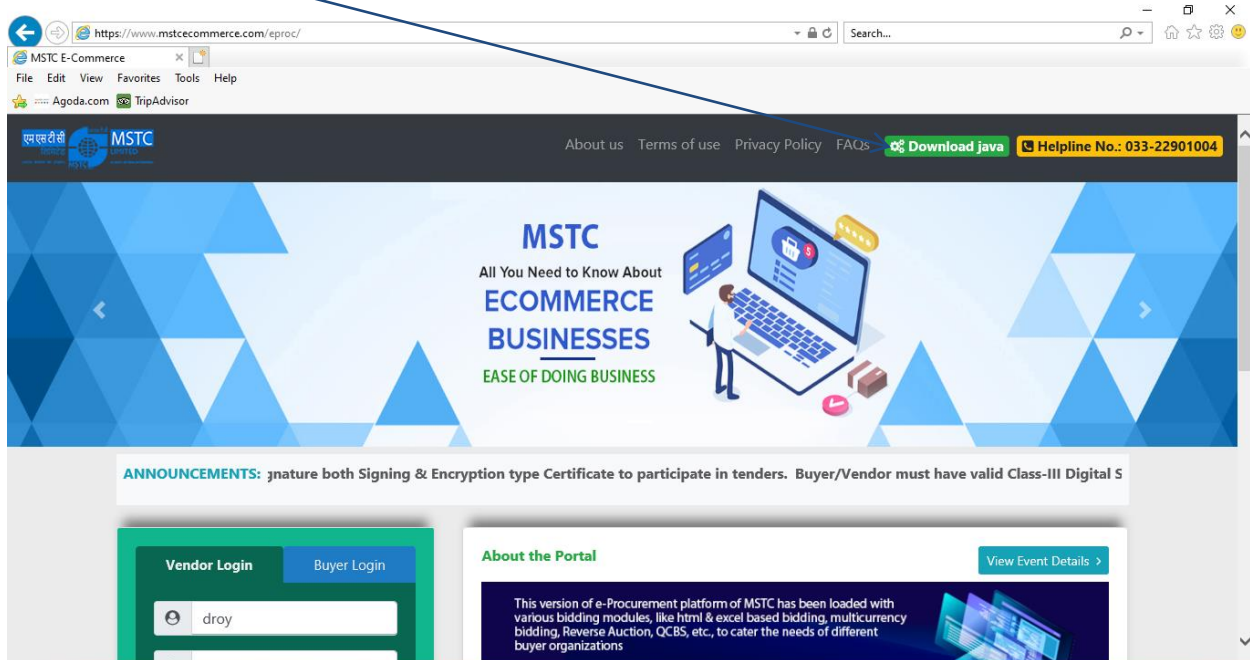 https://www.mstcecommerce.com/eproc/
Search...
MSTC E-Commerce
File Edit View Favorites Tools Help
Agoda.com TripAdvisor
एम एस टी सी MSTC
About us Terms of use Privacy Policy FAQs Download java Helpline No.: 033-22901004
MSTC
All You Need to Know About
ECOMMERCE
BUSINESSES
EASE OF DOING BUSINESS
5
ANNOUNCEMENTS: gnature both Signing & Encryption type Certificate to participate in tenders. Buyer/Vendor must have valid Class-III Digital S
Vendor Login Buyer Login
droy
About the Portal
View Event Details >
This version of e-Procurement platform of MSTC has been loaded with
various bidding modules, like html & excel based bidding, multicurrency
bidding, Reverse Auction, QCBS, etc., to cater the needs of different
buyer organizations